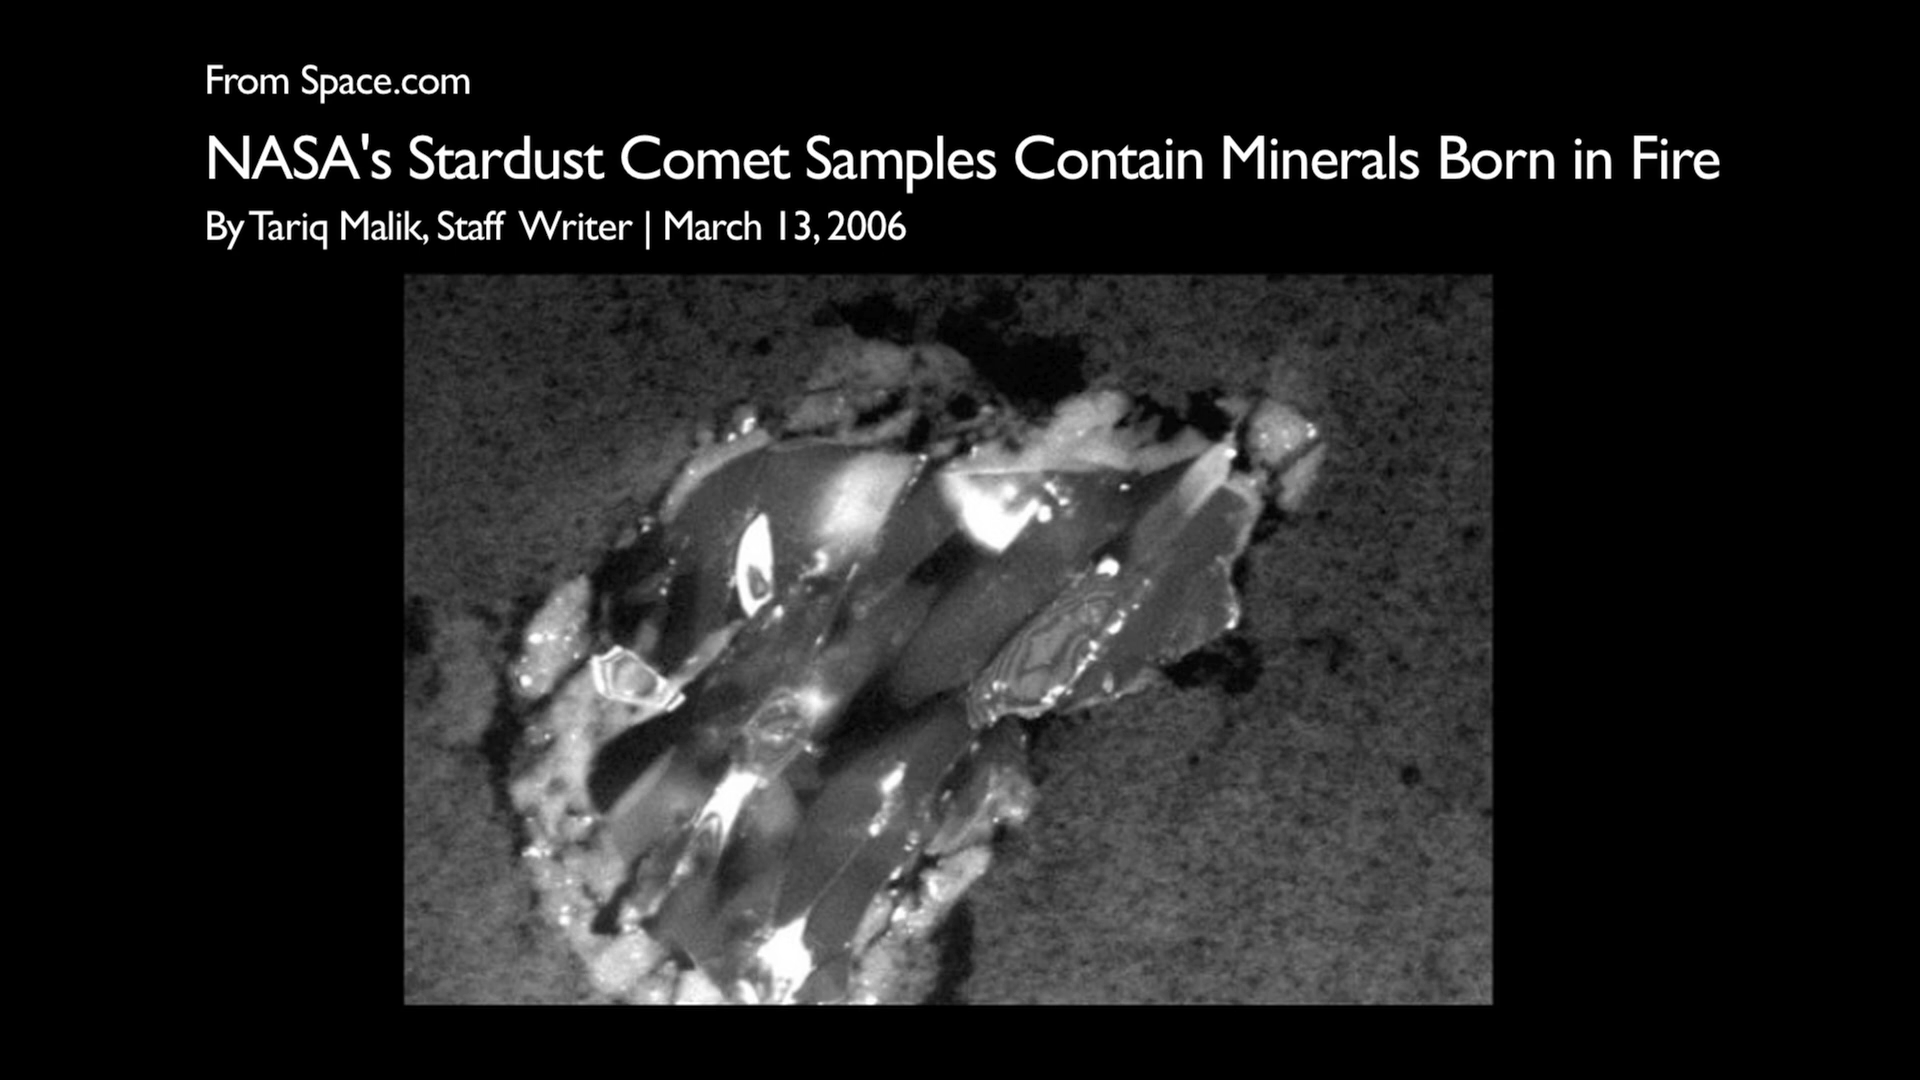 From Space.com
NASA's Stardust Comet Samples Contain Minerals Born in Fire
By Tariq Malik, Staff Writer | March 13, 2006